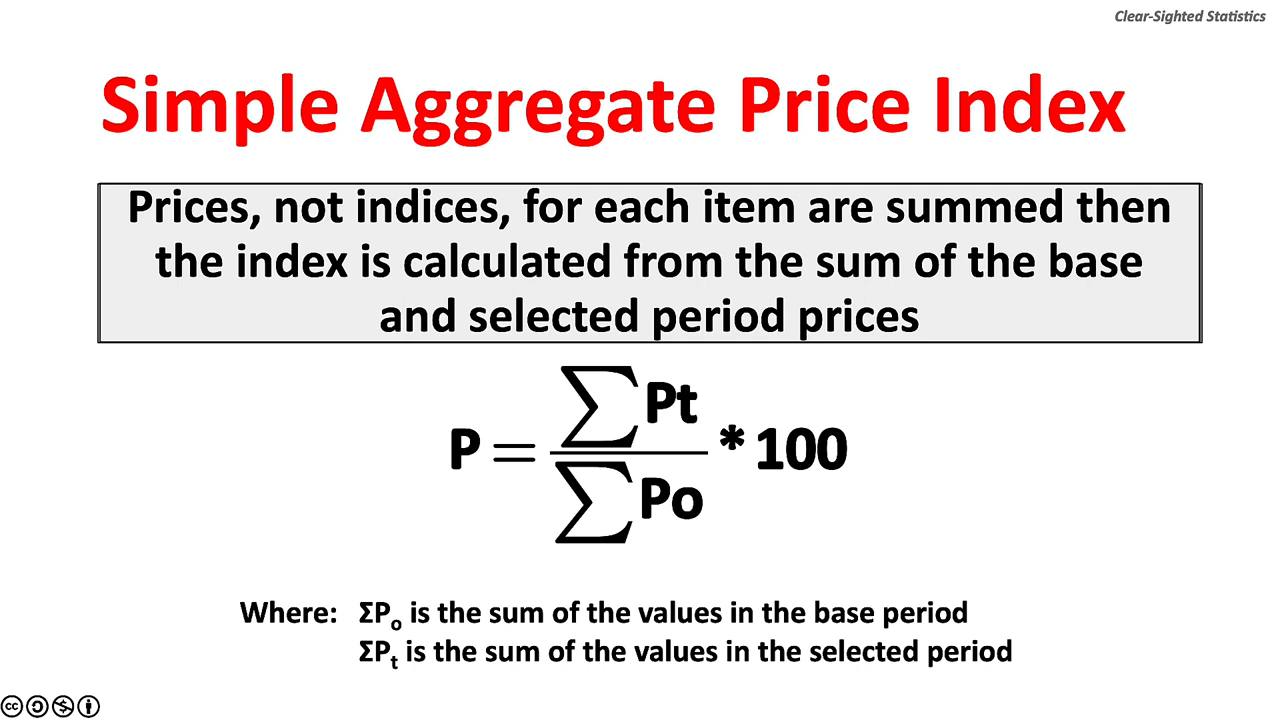 Clear-Sighted Statistics
Simple Aggregate Price Index
Prices, not indices, for each item are summed then
the index is calculated from the sum of the base
and selected period prices
P = ∑Pt / ∑Po * 100
Where: ΣPₒ is the sum of the values in the base period
ΣPₜ is the sum of the values in the selected period
cc